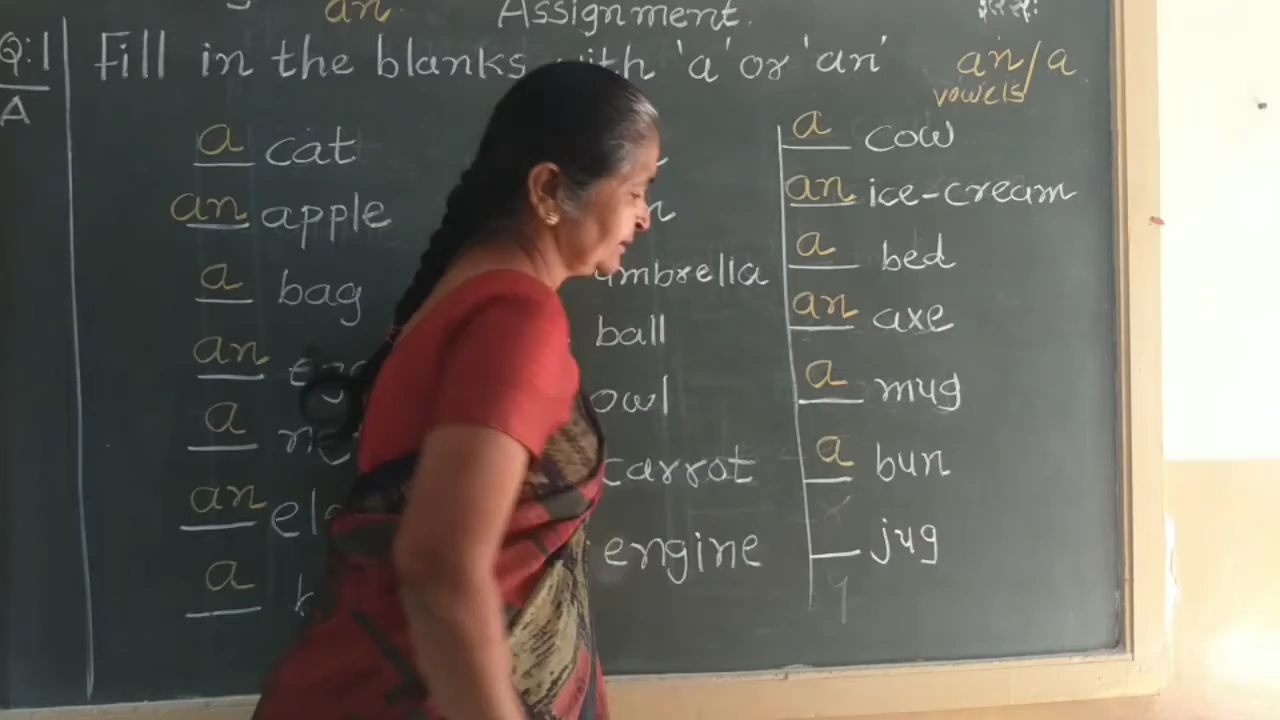 an Assignment.
Q:1 Fill in the blanks with 'a' or 'an' an/a
vowels
A
a cat
an apple
a bag
an
a
an
a
umbrella
ball
owl
carrot
engine
a cow
an ice-cream
a bed
an axe
a mug
a bun
__ jug